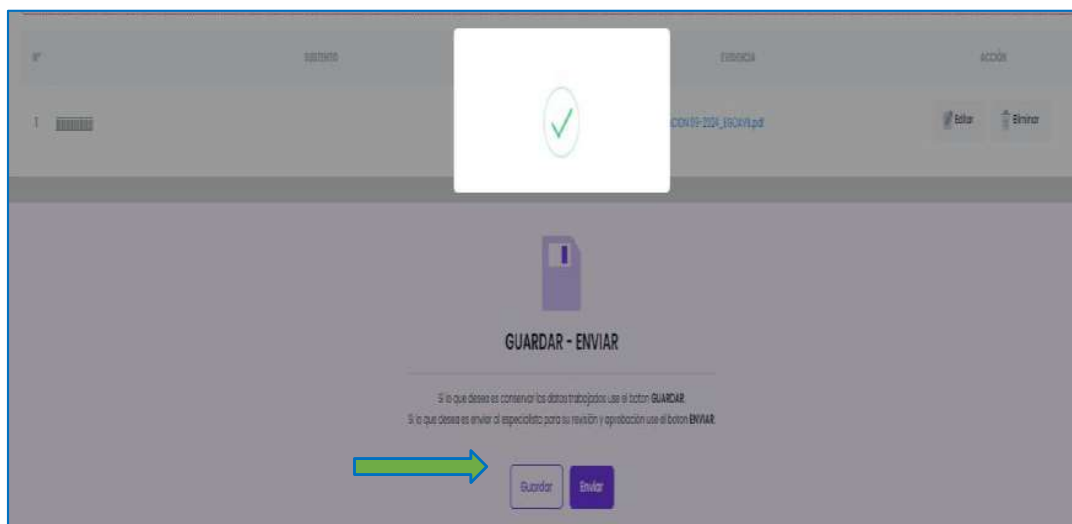 N° SUSTENTO EVIDENCIA ACCIÓN
1 Editar Eliminar
GUARDAR - ENVIAR
Si lo que desea es conservar los datos trabajados use el boton GUARDAR.
Si lo que desea es enviar al especialista para su revisión y aprobación use el boton ENVIAR.
Guardar Enviar